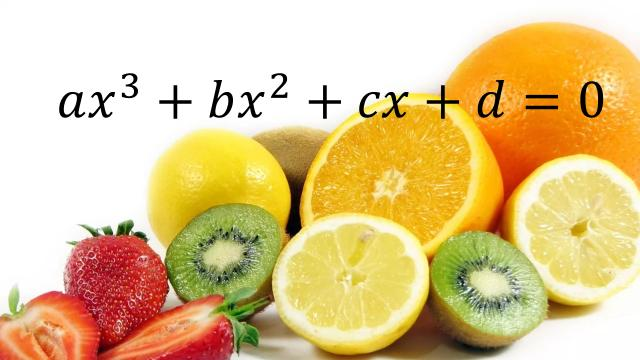 ax³ + bx² + cx + d = 0